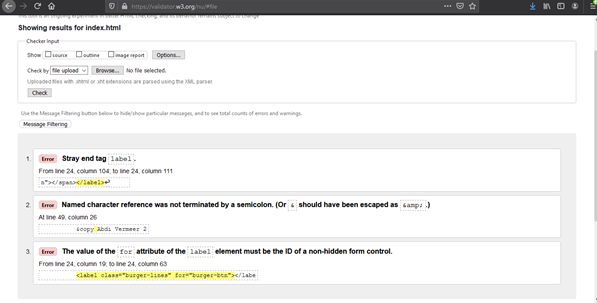 https://validator.w3.org/nu/#file
This tool is an ongoing experiment in better HTML checking, and its behavior remains subject to change
Showing results for index.html
Checker Input
Show source outline image report Options...
Check by file upload Browse... No file selected.
Uploaded files with .xhtml or .xht extensions are parsed using the XML parser.
Check
Use the Message Filtering button below to hide/show particular messages, and to see total counts of errors and warnings.
Message Filtering
1. Error Stray end tag label.
From line 24, column 104; to line 24, column 111
n"></span></label>↩
2. Error Named character reference was not terminated by a semicolon. (Or & should have been escaped as &amp;.)
At line 49, column 26
&copy Abdi Vermeer 2
3. Error The value of the for attribute of the label element must be the ID of a non-hidden form control.
From line 24, column 19; to line 24, column 63
<label class="burger-lines" for="burger-btn"></labe